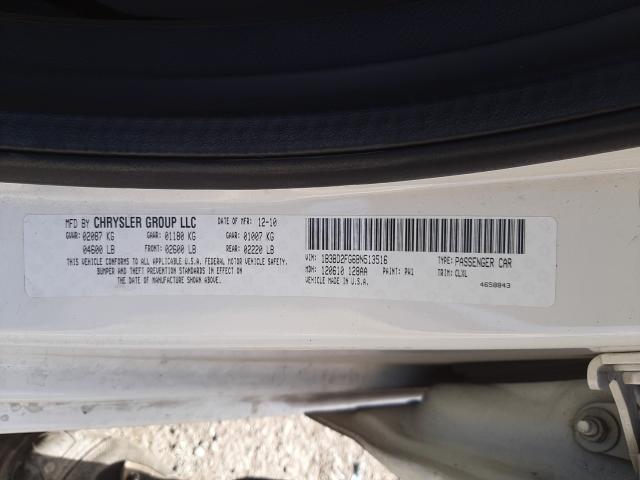 MFD BY CHRYSLER GROUP LLC DATE OF MFR 12-10
GVWR: 02087 KG GAWR: 01180 KG GAWR: 01007 KG
04600 LB FRONT: 02600 LB REAR: 02220 LB
THIS VEHICLE CONFORMS TO ALL APPLICABLE U.S.A. FEDERAL MOTOR VEHICLE SAFETY,
BUMPER AND THEFT PREVENTION STANDARDS IN EFFECT ON
THE DATE OF MANUFACTURE SHOWN ABOVE.
VIN: 1B3BD2FG6BN513516 TYPE: PASSENGER CAR
MDH: 120610 129AA PAINT: PW1 TRIM: CLXL
VEHICLE MADE IN U.S.A. 4658843